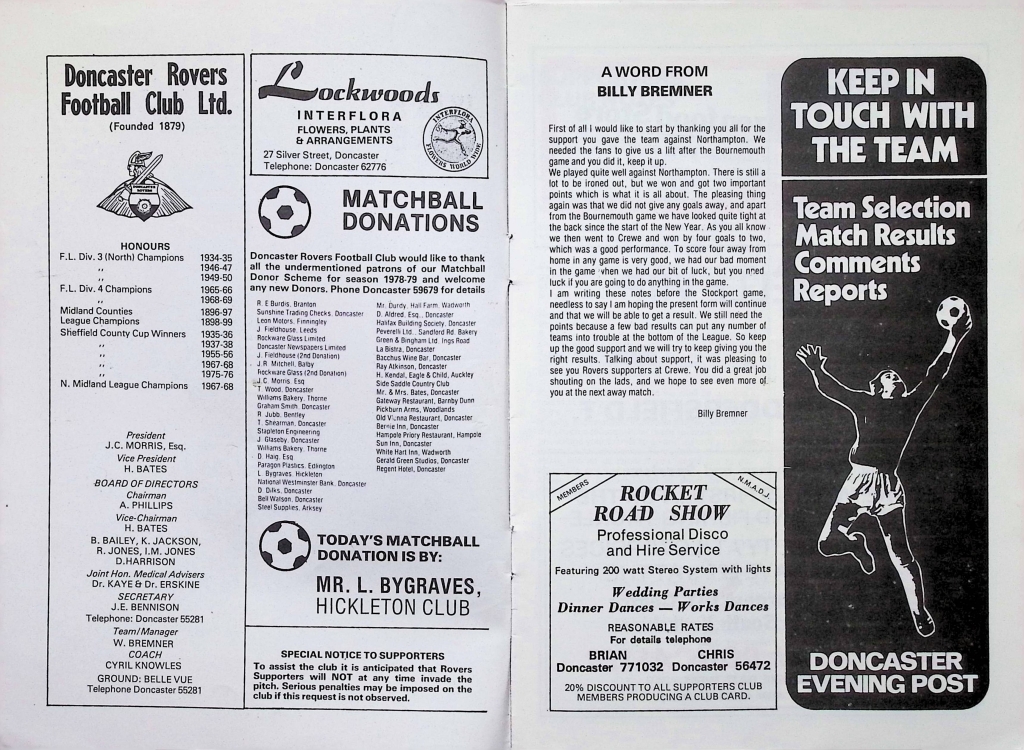 Doncaster Rovers
Football Club Ltd.
(Founded 1879)
DONCASTER
ROVERS
HONOURS
F.L. Div. 3 (North) Champions 1934-35
,, 1946-47
,, 1949-50
F.L. Div. 4 Champions 1965-66
,, 1968-69
Midland Counties 1896-97
League Champions 1898-99
Sheffield County Cup Winners 1935-36
,, 1937-38
,, 1955-56
,, 1967-68
,, 1975-76
N. Midland League Champions 1967-68
President
J.C. MORRIS, Esq.
Vice President
H. BATES
BOARD OF DIRECTORS
Chairman
A. PHILLIPS
Vice-Chairman
H. BATES
B. BAILEY, K. JACKSON,
R. JONES, I.M. JONES
D.HARRISON
Joint Hon. Medical Advisers
Dr. KAYE & Dr. ERSKINE
SECRETARY
J.E. BENNISON
Telephone: Doncaster 55281
Team/Manager
W. BREMNER
COACH
CYRIL KNOWLES
GROUND: BELLE VUE
Telephone Doncaster 55281
Lockwoods
INTERFLORA
FLOWERS, PLANTS
& ARRANGEMENTS
27 Silver Street, Doncaster
Telephone: Doncaster 62776
INTERFLORA
FLOWERS WORLD WIDE
MATCHBALL
DONATIONS
Doncaster Rovers Football Club would like to thank
all the undermentioned patrons of our Matchball
Donor Scheme for season 1978-79 and welcome
any new Donors. Phone Doncaster 59679 for details
R. E Burdis, Branton
Sunshine Trading Checks, Doncaster
Leon Motors, Finningley
J. Fieldhouse, Leeds
Rockware Glass Limited
Doncaster Newspapers Limited
J. Fieldhouse (2nd Donation)
J.R. Mitchell, Balby
Rockware Glass (2nd Donation)
J.C. Morris, Esq
T. Wood, Doncaster
Williams Bakery, Thorne
Graham Smith, Doncaster
R. Jubb, Bentley
T. Shearman, Doncaster
Stapleton Engineering
J. Glaseby, Doncaster
Williams Bakery, Thorne
D. Haig, Esq
Paragon Plastics, Edlington
L. Bygraves, Hickleton
National Westminster Bank, Doncaster
D. Dilks, Doncaster
Bell Watson, Doncaster
Steel Supplies, Arksey
Mr. Durdy, Hall Farm, Wadworth
D. Aldred, Esq., Doncaster
Halifax Building Society, Doncaster
Peverelli Ltd., Sandford Rd. Bakery
Green & Bingham Ltd. Ings Road
La Bistra, Doncaster
Bacchus Wine Bar, Doncaster
Ray Atkinson, Doncaster
H. Kendal, Eagle & Child, Auckley
Side Saddle Country Club
Mr. & Mrs. Bates, Doncaster
Gateway Restaurant, Barnby Dunn
Pickburn Arms, Woodlands
Old Vienna Restaurant, Doncaster
Bernie Inn, Doncaster
Hampole Priory Restaurant, Hampole
Sun Inn, Doncaster
White Hart Inn, Wadworth
Gerald Green Studios, Doncaster
Regent Hotel, Doncaster
TODAY'S MATCHBALL
DONATION IS BY:
MR. L. BYGRAVES,
HICKLETON CLUB
SPECIAL NOTICE TO SUPPORTERS
To assist the club it is anticipated that Rovers
Supporters will NOT at any time invade the
pitch. Serious penalties may be imposed on the
club if this request is not observed.
A WORD FROM
BILLY BREMNER
First of all I would like to start by thanking you all for the
support you gave the team against Northampton. We
needed the fans to give us a lift after the Bournemouth
game and you did it, keep it up.
We played quite well against Northampton. There is still a
lot to be ironed out, but we won and got two important
points which is what it is all about. The pleasing thing
again was that we did not give any goals away, and apart
from the Bournemouth game we have looked quite tight at
the back since the start of the New Year. As you all know
we then went to Crewe and won by four goals to two,
which was a good performance. To score four away from
home in any game is very good, we had our bad moment
in the game when we had our bit of luck, but you need
luck if you are going to do anything in the game.
I am writing these notes before the Stockport game,
needless to say I am hoping the present form will continue
and that we will be able to get a result. We still need the
points because a few bad results can put any number of
teams into trouble at the bottom of the League. So keep
up the good support and we will try to keep giving you the
right results. Talking about support, it was pleasing to
see you Rovers supporters at Crewe. You did a great job
shouting on the lads, and we hope to see even more of
you at the next away match.
Billy Bremner
MEMBERS
N.M.A.D.J.
ROCKET
ROAD SHOW
Professional Disco
and Hire Service
Featuring 200 watt Stereo System with lights
Wedding Parties
Dinner Dances — Works Dances
REASONABLE RATES
For details telephone
BRIAN CHRIS
Doncaster 771032 Doncaster 56472
20% DISCOUNT TO ALL SUPPORTERS CLUB
MEMBERS PRODUCING A CLUB CARD.
KEEP IN
TOUCH WITH
THE TEAM
Team Selection
Match Results
Comments
Reports
DONCASTER
EVENING POST